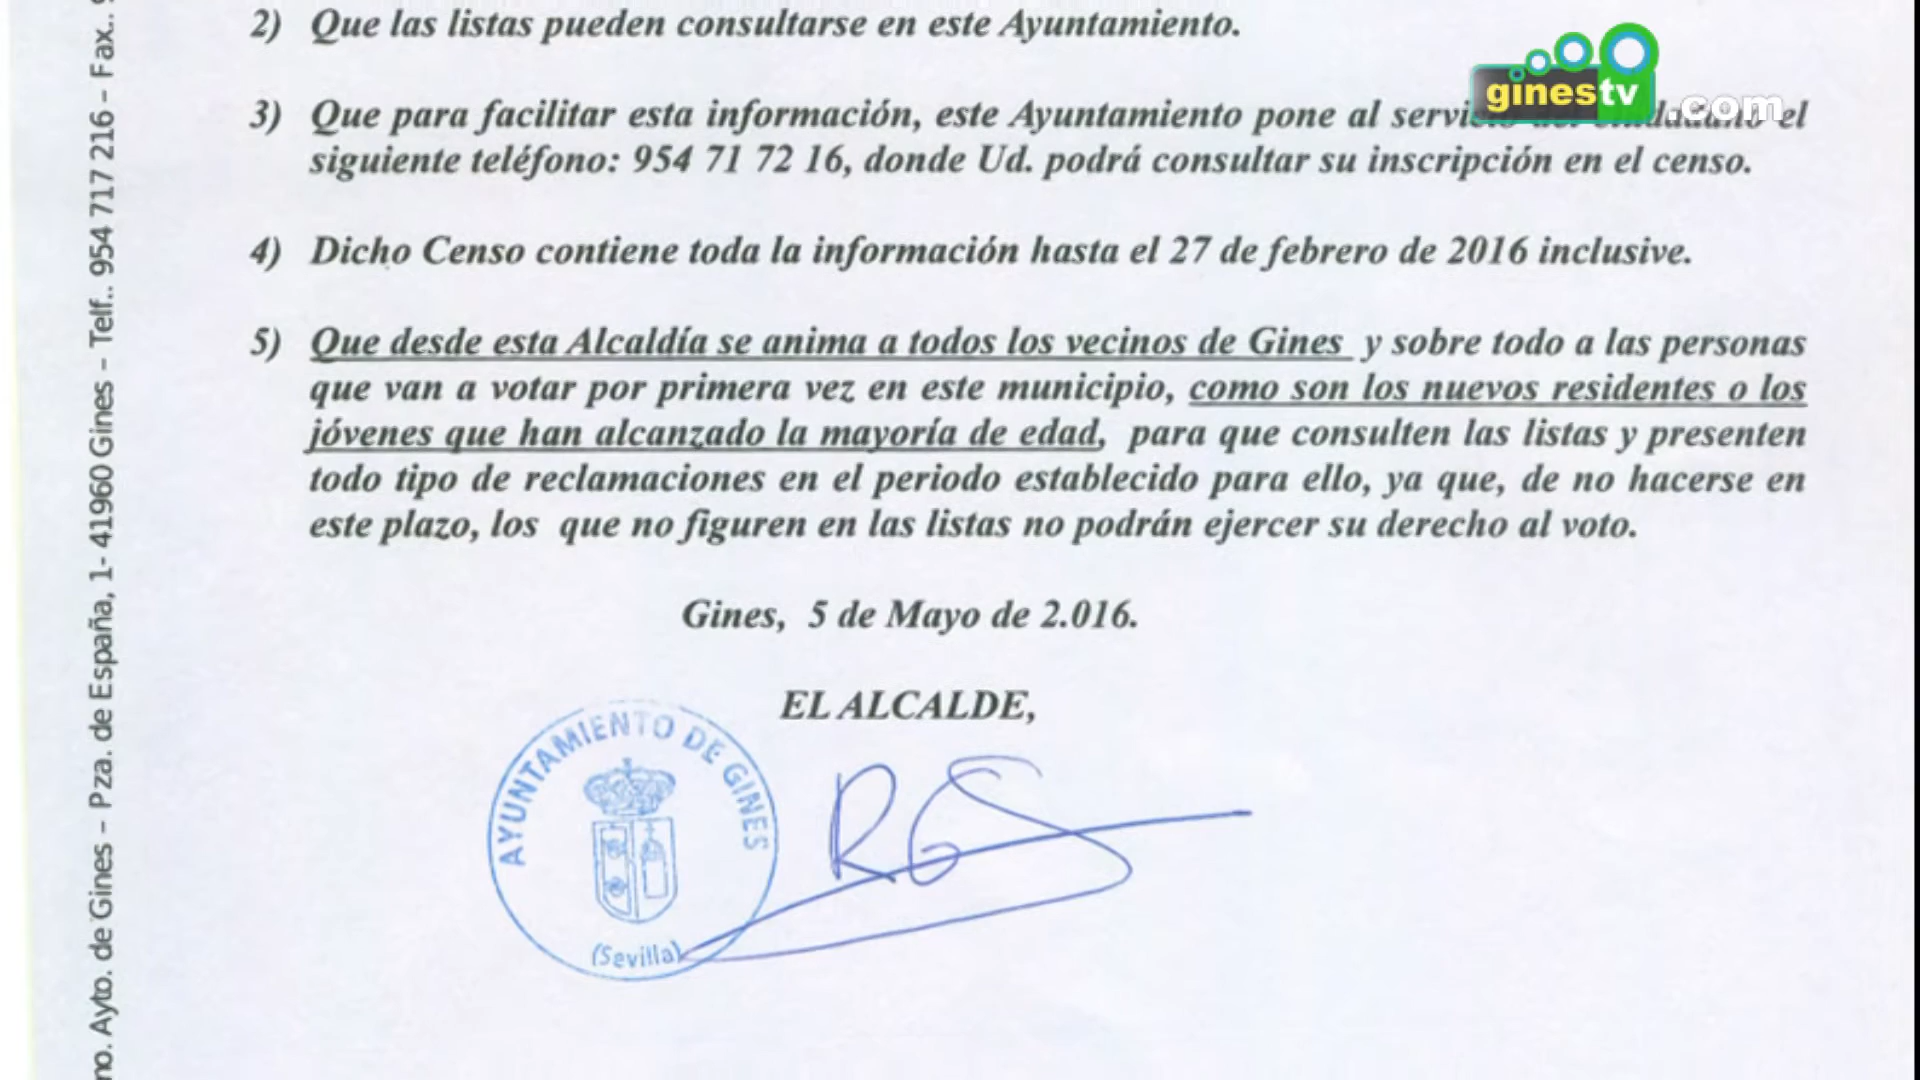 2) Que las listas pueden consultarse en este Ayuntamiento.
3) Que para facilitar esta información, este Ayuntamiento pone al servicio del ciudadano el
siguiente teléfono: 954 71 72 16, donde Ud. podrá consultar su inscripción en el censo.
4) Dicho Censo contiene toda la información hasta el 27 de febrero de 2016 inclusive.
5) Que desde esta Alcaldía se anima a todos los vecinos de Gines y sobre todo a las personas
que van a votar por primera vez en este municipio, como son los nuevos residentes o los
jóvenes que han alcanzado la mayoría de edad, para que consulten las listas y presenten
todo tipo de reclamaciones en el periodo establecido para ello, ya que, de no hacerse en
este plazo, los que no figuren en las listas no podrán ejercer su derecho al voto.
Gines, 5 de Mayo de 2.016.
EL ALCALDE,
AYUNTAMIENTO DE GINES
(Sevilla)
RGS
Ayto. de Gines – Pza. de España, 1- 41960 Gines – Telf.. 954 717 216 – Fax..
ginestv.com